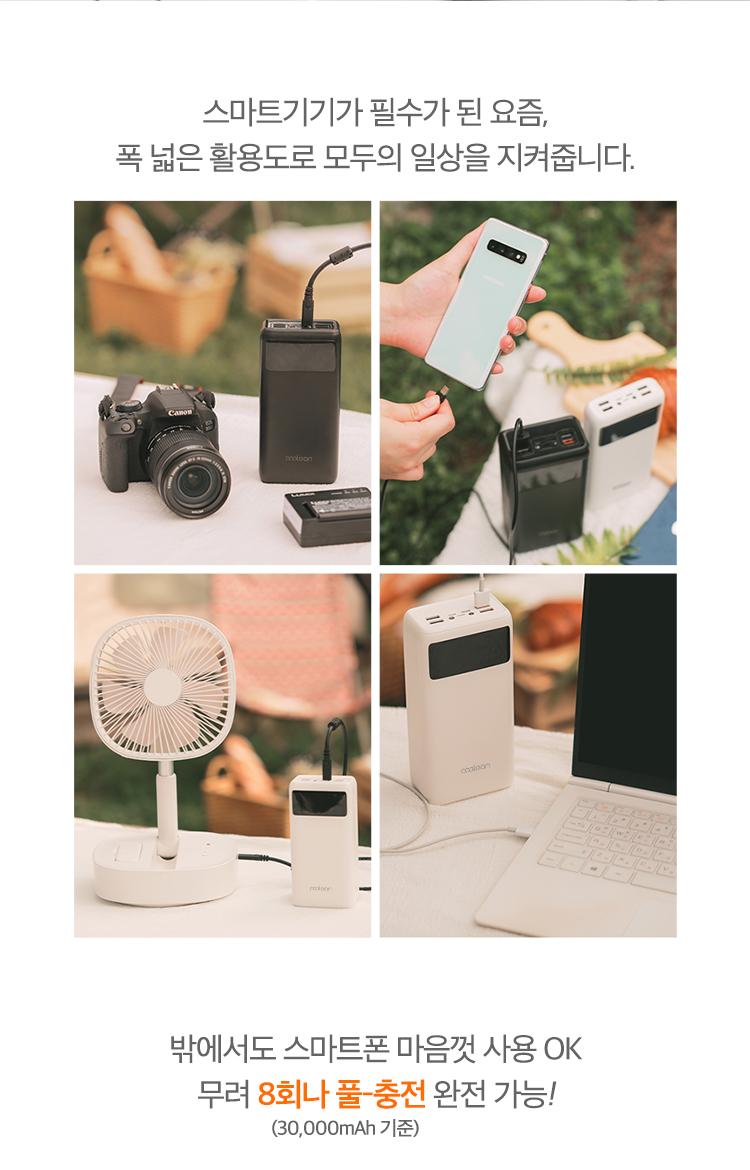 스마트기기가 필수가 된 요즘,
폭 넓은 활용도로 모두의 일상을 지켜줍니다.
Canon
coolean
SAMSUNG
coolean
coolean
밖에서도 스마트폰 마음껏 사용 OK
무려 8회나 풀-충전 완전 가능!
(30,000mAh 기준)